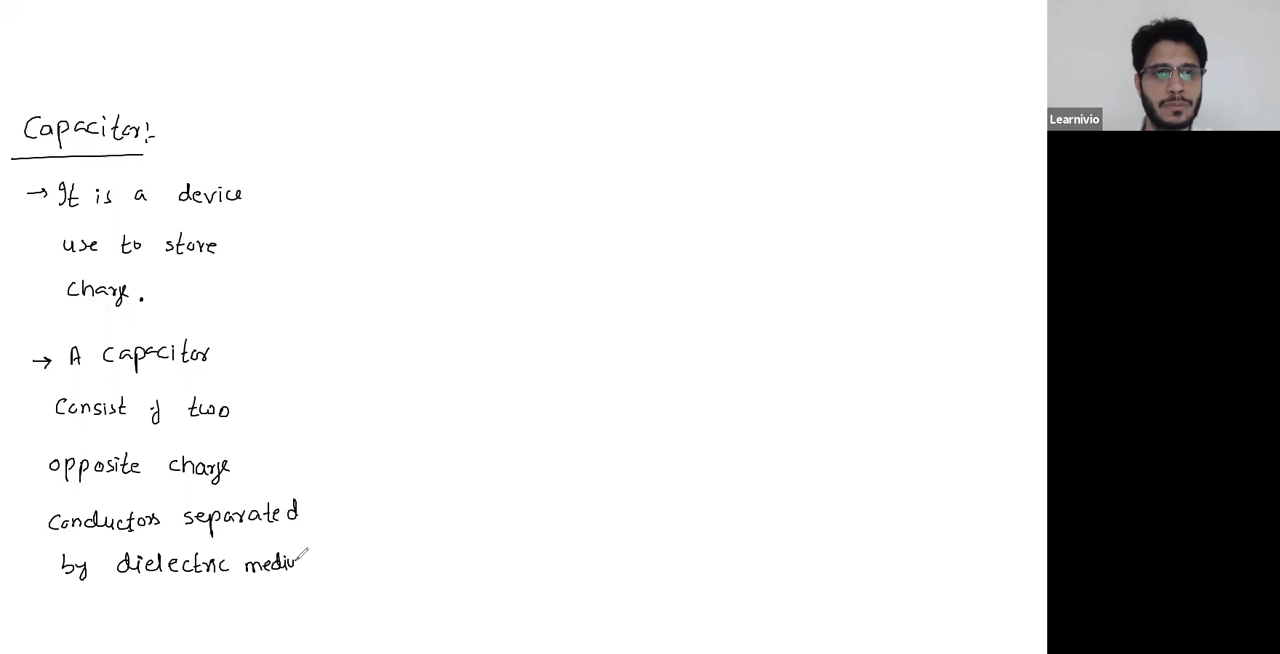 Capacitor:-
→ It is a device
use to store
charge.
→ A capacitor
consist of two
opposite charge
conductors separated
by dielectric mediu
Learnivio